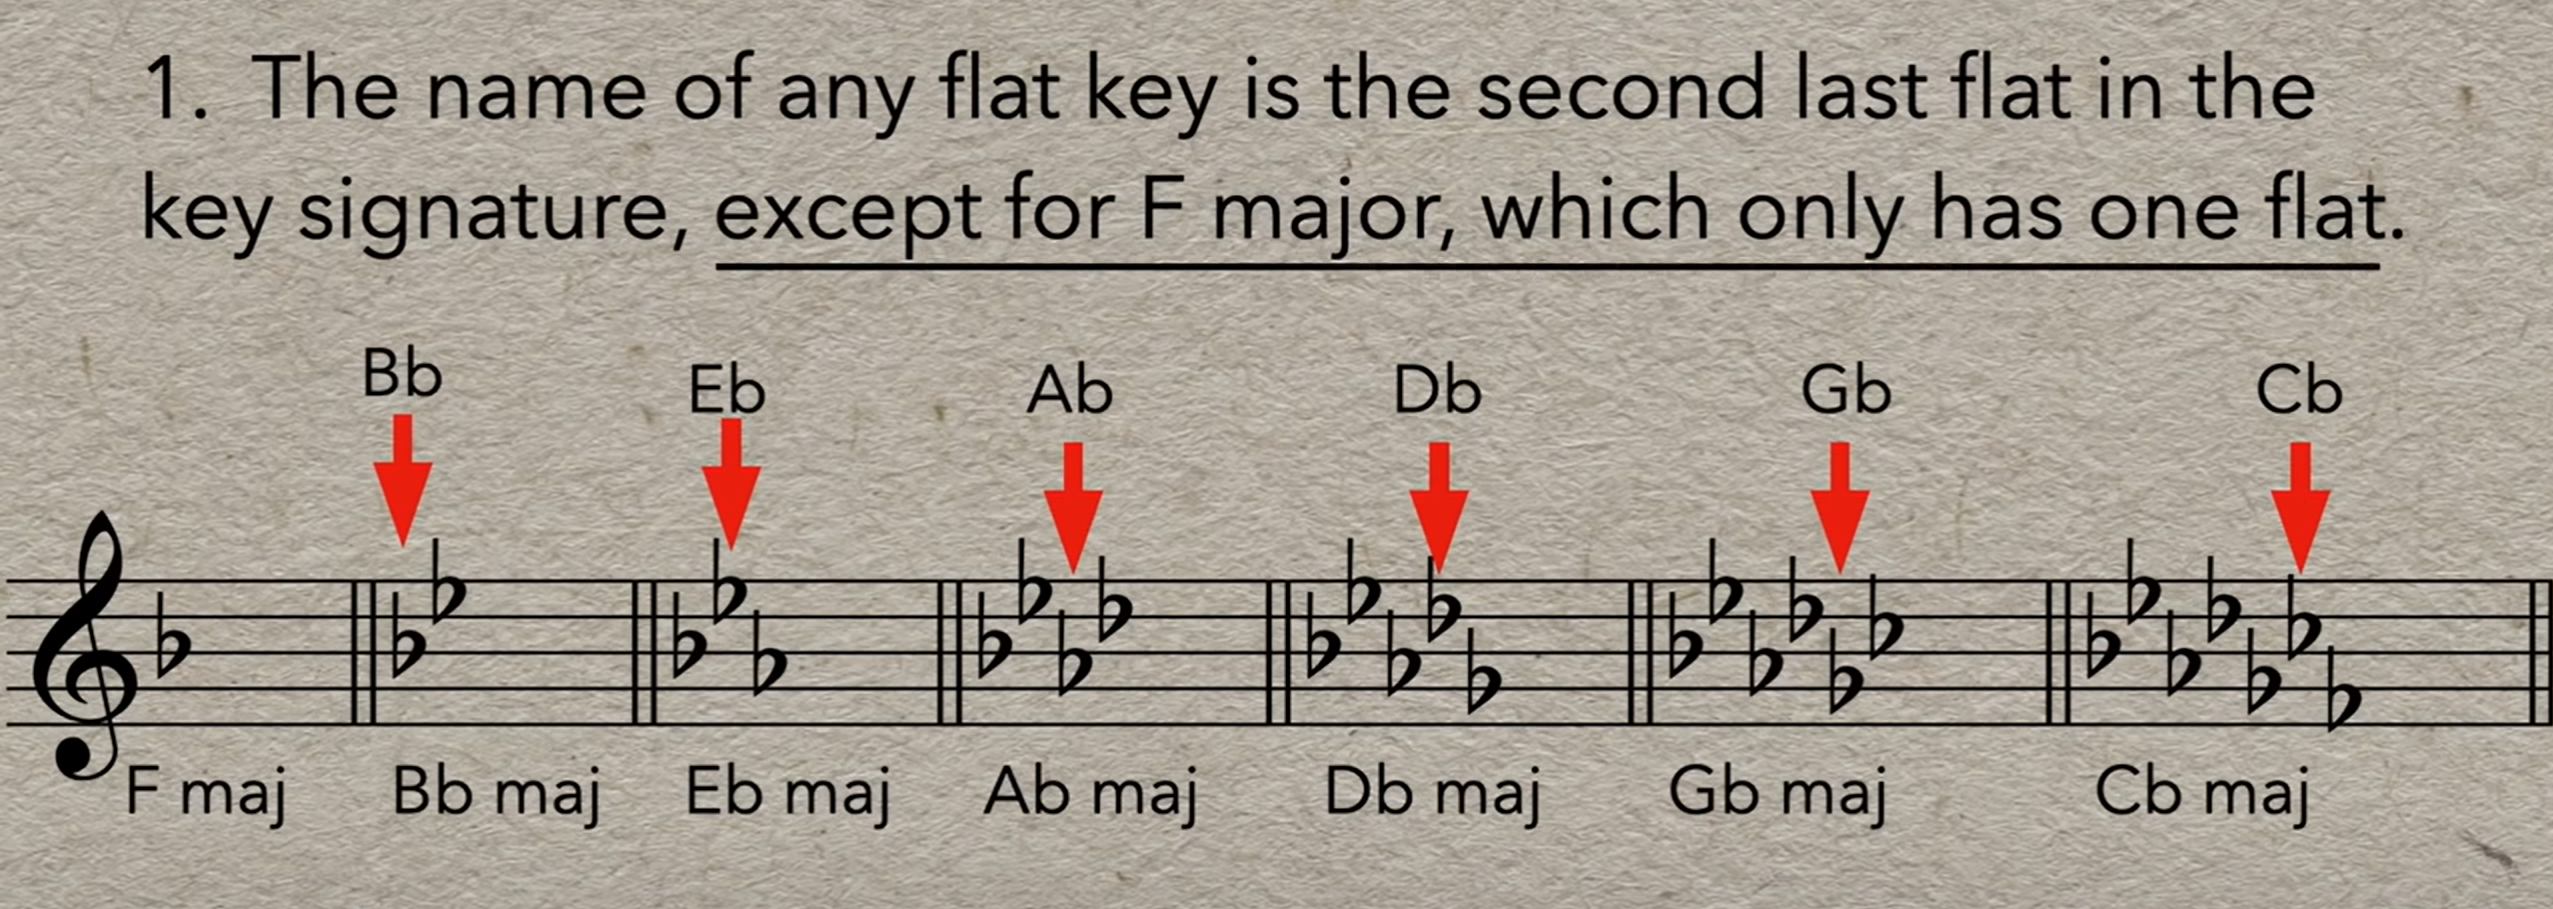 1. The name of any flat key is the second last flat in the
key signature, except for F major, which only has one flat.
Bb Eb Ab Db Gb Cb
F maj Bb maj Eb maj Ab maj Db maj Gb maj Cb maj